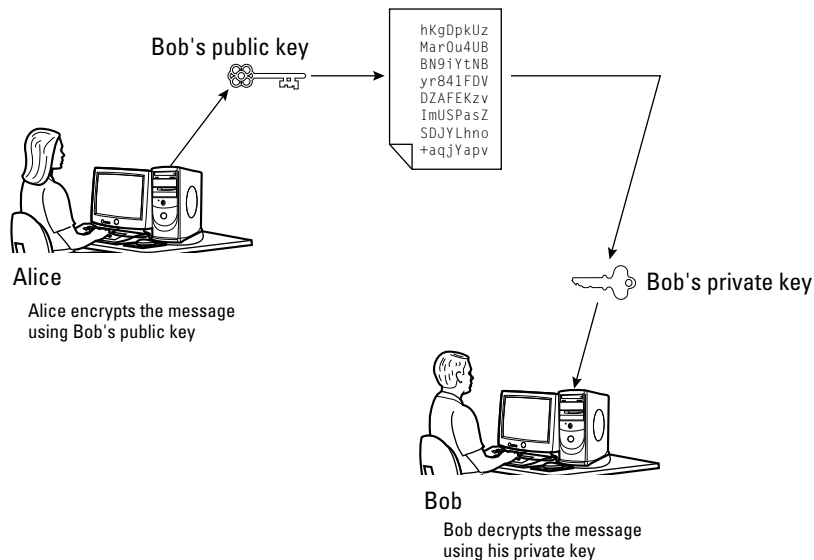 Bob's public key
hKgDpkUz
MarOu4UB
BN9iYtNB
yr841FDV
DZAFEKzv
ImUSPasZ
SDJYLhno
+aqjYapv
Alice
Alice encrypts the message
using Bob's public key
Bob's private key
Bob
Bob decrypts the message
using his private key